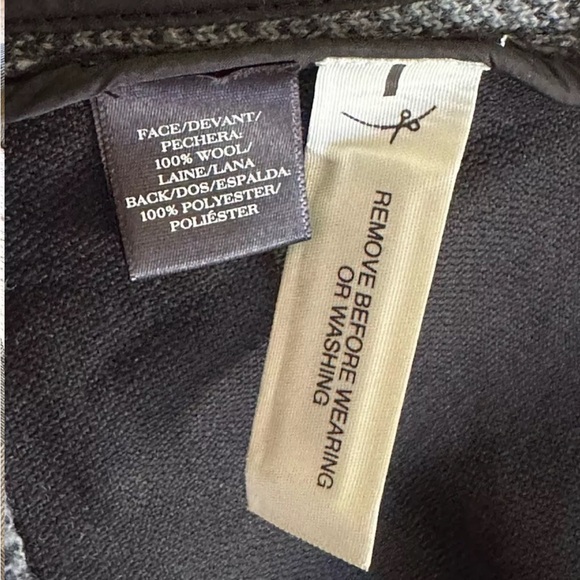 FACE/DEVANT/
PECHERA:
100% WOOL/
LAINE/LANA
BACK/DOS/ESPALDA:
100% POLYESTER/
POLIÉSTER
REMOVE BEFORE WEARING
OR WASHING